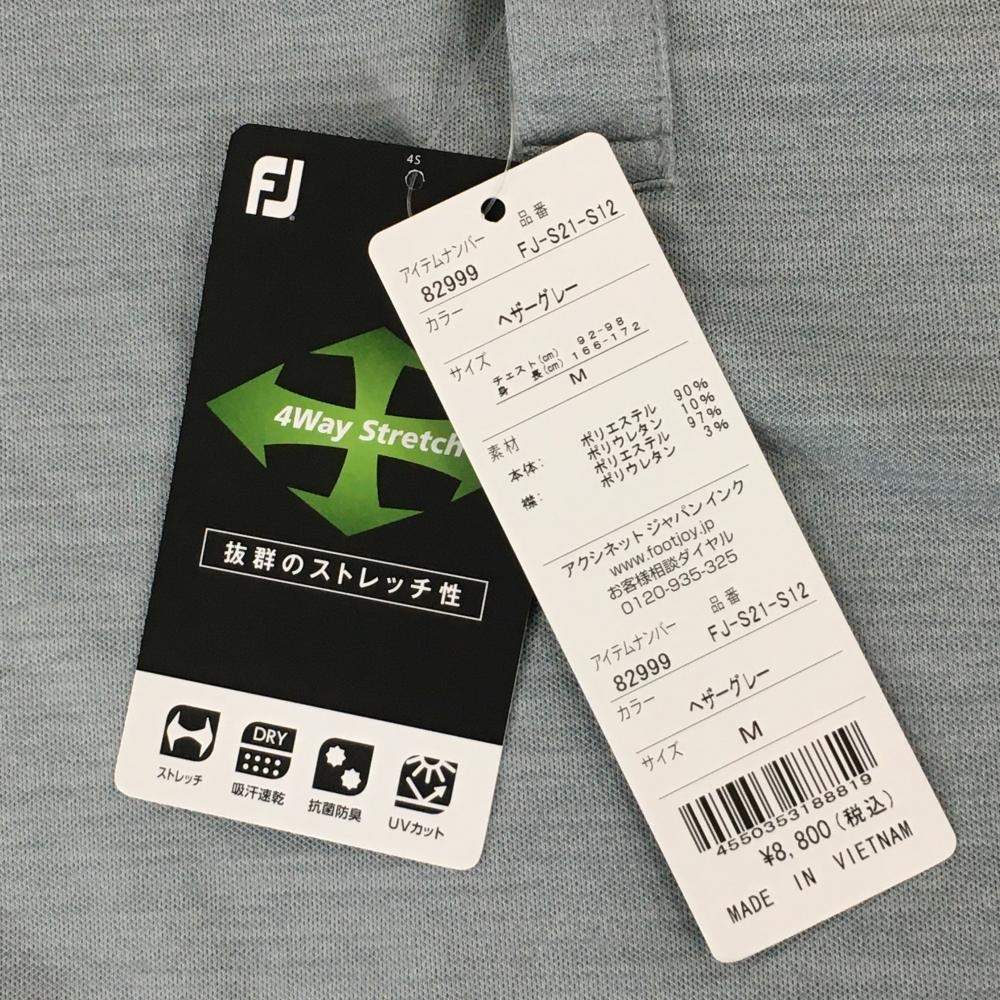 FJ
4S
4Way Stretch
抜群のストレッチ性
ストレッチ
DRY
吸汗速乾
抗菌防臭
UVカット
アイテムナンバー 品番
82999 FJ-S21-S12
カラー ヘザーグレー
サイズ チェスト(cm) 92-98
身長(cm) 166-172
M
素材
本体: ポリエステル 90%
ポリウレタン 10%
襟: ポリエステル 97%
ポリウレタン 3%
アクシネットジャパンインク
www.footjoy.jp
お客様相談ダイヤル
0120-935-325
アイテムナンバー 品番
82999 FJ-S21-S12
カラー ヘザーグレー
サイズ M
4550353188819
¥8,800(税込)
MADE IN VIETNAM